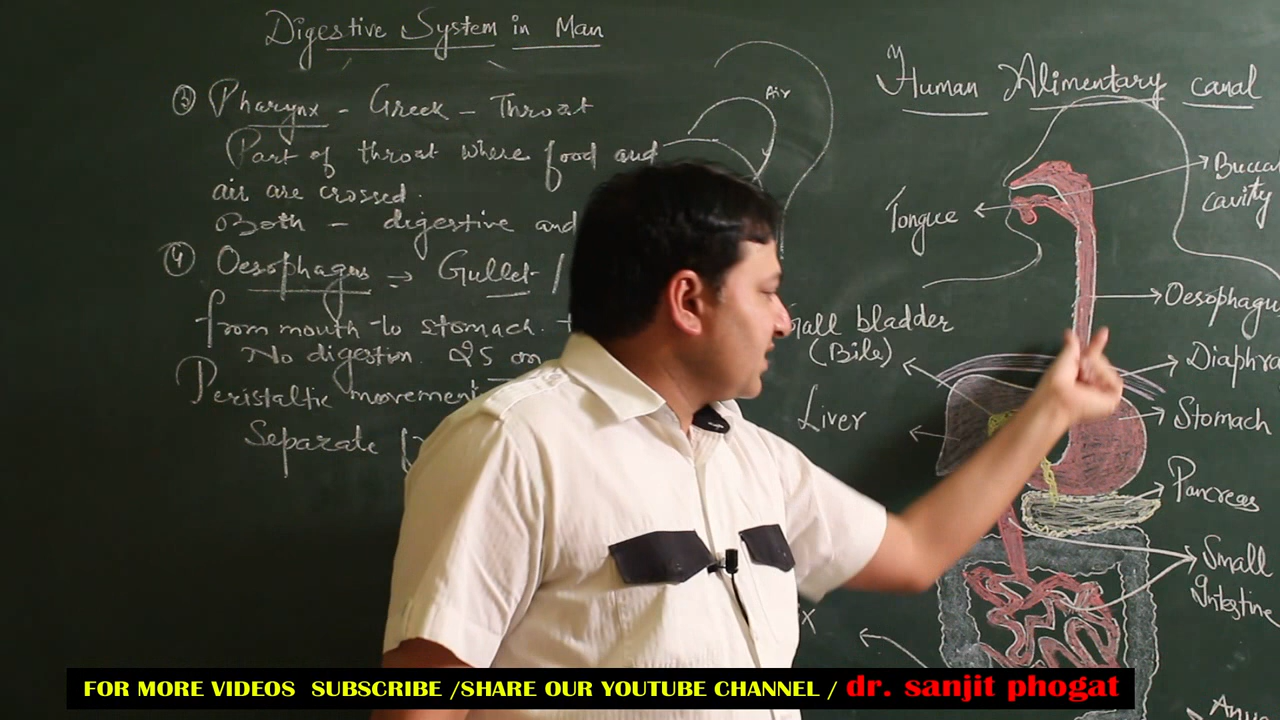 Digestive System in Man
③ Pharynx - Greek - Throat
Part of throat where food and
air are crossed.
Both - digestive and
④ Oesophagus → Gullet /
from mouth to stomach.
No digestion. 25 cm
Peristaltic movement
Separate
Air
Human Alimentary canal
Buccal
cavity
Tongue
Oesophagu
Gall bladder
(Bile)
Diaphra
Liver
Stomach
Pancreas
Small
Intestine
X
FOR MORE VIDEOS SUBSCRIBE /SHARE OUR YOUTUBE CHANNEL / dr. sanjit phogat